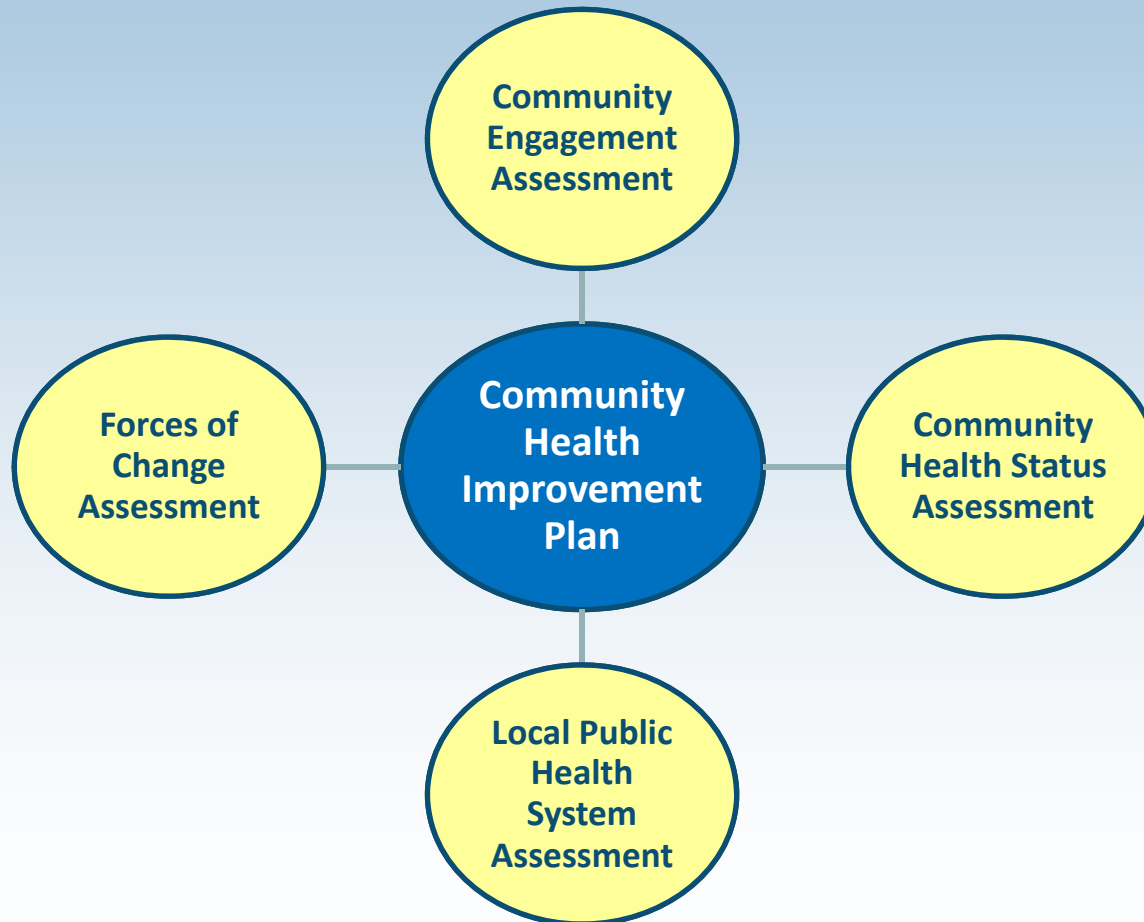 Community
Engagement
Assessment
Forces of
Change
Assessment
Community
Health
Improvement
Plan
Community
Health Status
Assessment
Local Public
Health
System
Assessment